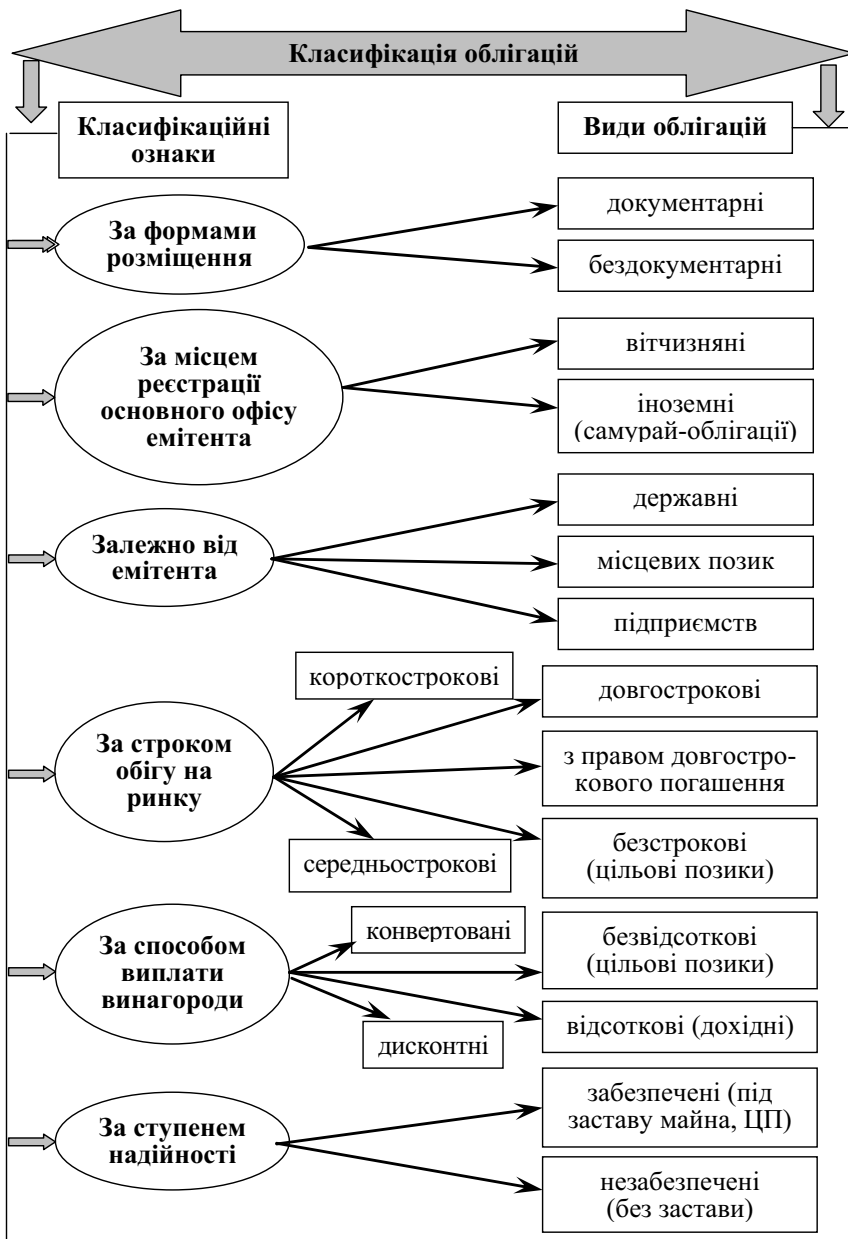 Класифікація облігацій
Класифікаційні
ознаки
Види облігацій
За формами
розміщення
документарні
бездокументарні
За місцем
реєстрації
основного офісу
емітента
вітчизняні
іноземні
(самурай-облігації)
Залежно від
емітента
державні
місцевих позик
підприємств
За строком
обігу на
ринку
короткострокові
довгострокові
з правом довгостро-
кового погашення
безстрокові
(цільові позики)
середньострокові
За способом
виплати
винагороди
конвертовані
безвідсоткові
(цільові позики)
відсоткові (дохідні)
дисконтні
За ступенем
надійності
забезпечені (під
заставу майна, ЦП)
незабезпечені
(без застави)